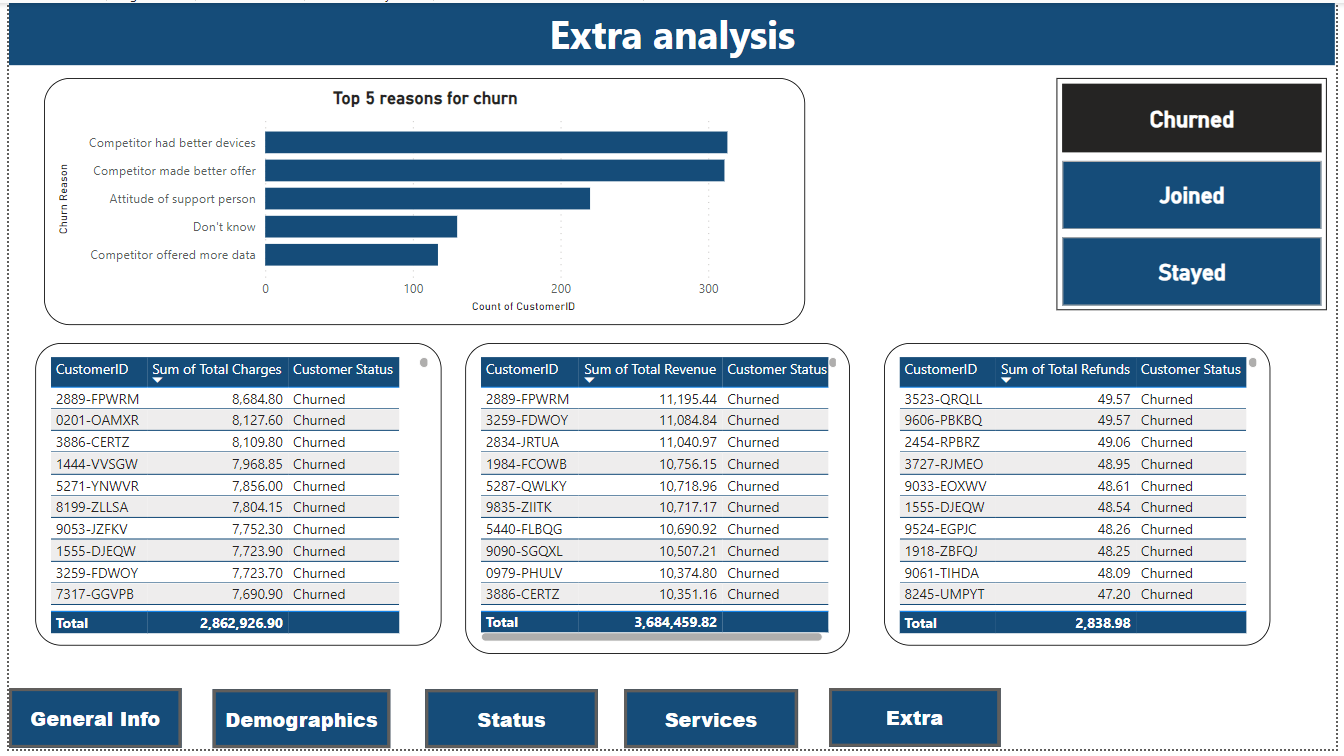 Extra analysis
Top 5 reasons for churn
Churn Reason
Competitor had better devices
Competitor made better offer
Attitude of support person
Don't know
Competitor offered more data
0 100 200 300
Count of CustomerID
Churned
Joined
Stayed
CustomerID Sum of Total Charges Customer Status
2889-FPWRM 8,684.80 Churned
0201-OAMXR 8,127.60 Churned
3886-CERTZ 8,109.80 Churned
1444-VVSGW 7,968.85 Churned
5271-YNWVR 7,856.00 Churned
8199-ZLLSA 7,804.15 Churned
9053-JZFKV 7,752.30 Churned
1555-DJEQW 7,723.90 Churned
3259-FDWOY 7,723.70 Churned
7317-GGVPB 7,690.90 Churned
Total 2,862,926.90
CustomerID Sum of Total Revenue Customer Status
2889-FPWRM 11,195.44 Churned
3259-FDWOY 11,084.84 Churned
2834-JRTUA 11,040.97 Churned
1984-FCOWB 10,756.15 Churned
5287-QWLKY 10,718.96 Churned
9835-ZIITK 10,717.17 Churned
5440-FLBQG 10,690.92 Churned
9090-SGQXL 10,507.21 Churned
0979-PHULV 10,374.80 Churned
3886-CERTZ 10,351.16 Churned
Total 3,684,459.82
CustomerID Sum of Total Refunds Customer Status
3523-QRQLL 49.57 Churned
9606-PBKBQ 49.57 Churned
2454-RPBRZ 49.06 Churned
3727-RJMEO 48.95 Churned
9033-EOXWV 48.61 Churned
1555-DJEQW 48.54 Churned
9524-EGPJC 48.26 Churned
1918-ZBFQJ 48.25 Churned
9061-TIHDA 48.09 Churned
8245-UMPYT 47.20 Churned
Total 2,838.98
General Info
Demographics
Status
Services
Extra